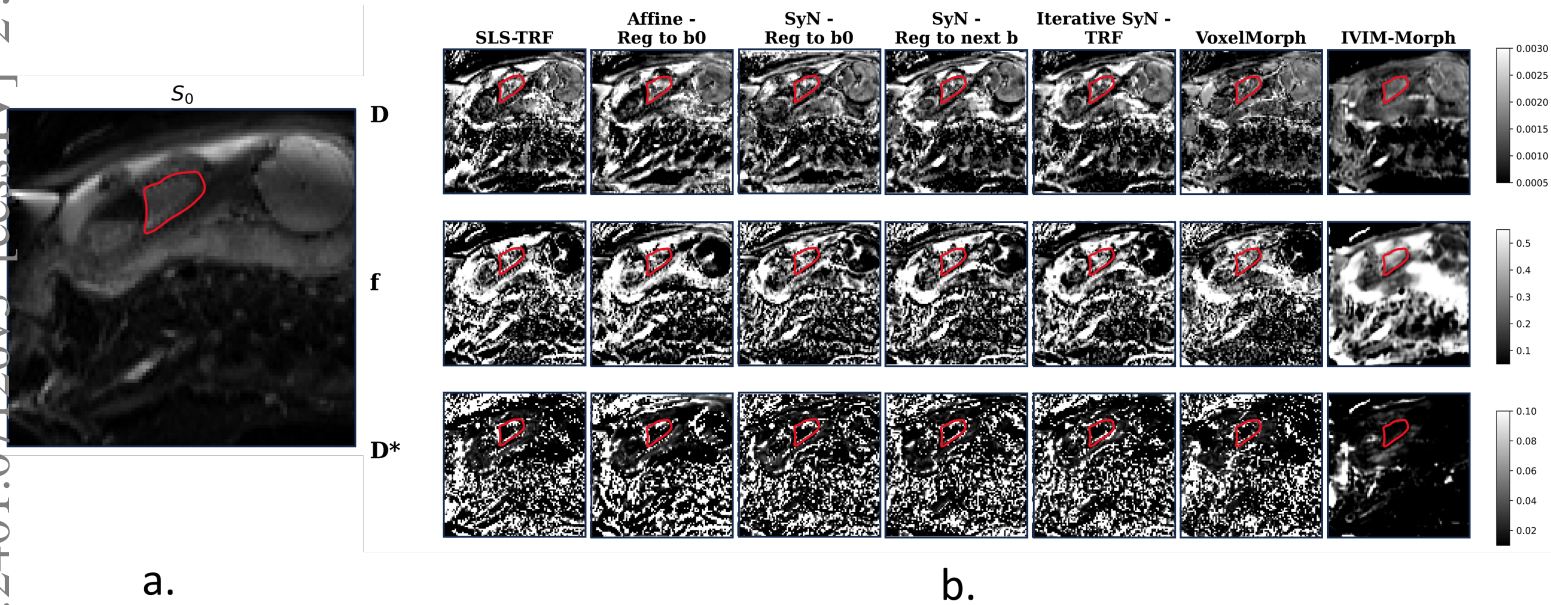 S₀
SLS-TRF
Affine -
Reg to b0
SyN -
Reg to b0
SyN -
Reg to next b
Iterative SyN -
TRF
VoxelMorph
IVIM-Morph
D
0.0030
0.0025
0.0020
0.0015
0.0010
0.0005
f
0.5
0.4
0.3
0.2
0.1
D*
0.10
0.08
0.06
0.04
0.02
a.
b.